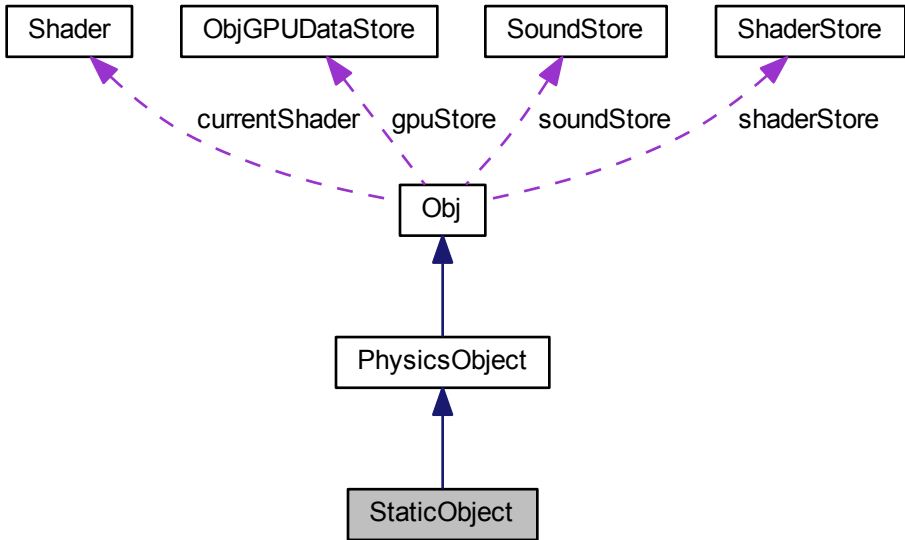 Shader ObjGPUDataStore SoundStore ShaderStore
currentShader gpuStore soundStore shaderStore
Obj
PhysicsObject
StaticObject